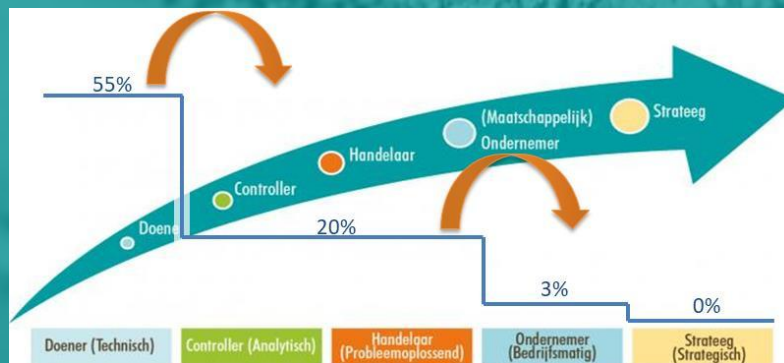 55%
(Maatschappelijk)
Ondernemer
Strateeg
Handelaar
Controller
Doener
20%
3%
0%
Doener (Technisch)
Controller (Analytisch)
Handelaar
(Probleemoplossend)
Ondernemer
(Bedrijfsmatig)
Strateeg
(Strategisch)